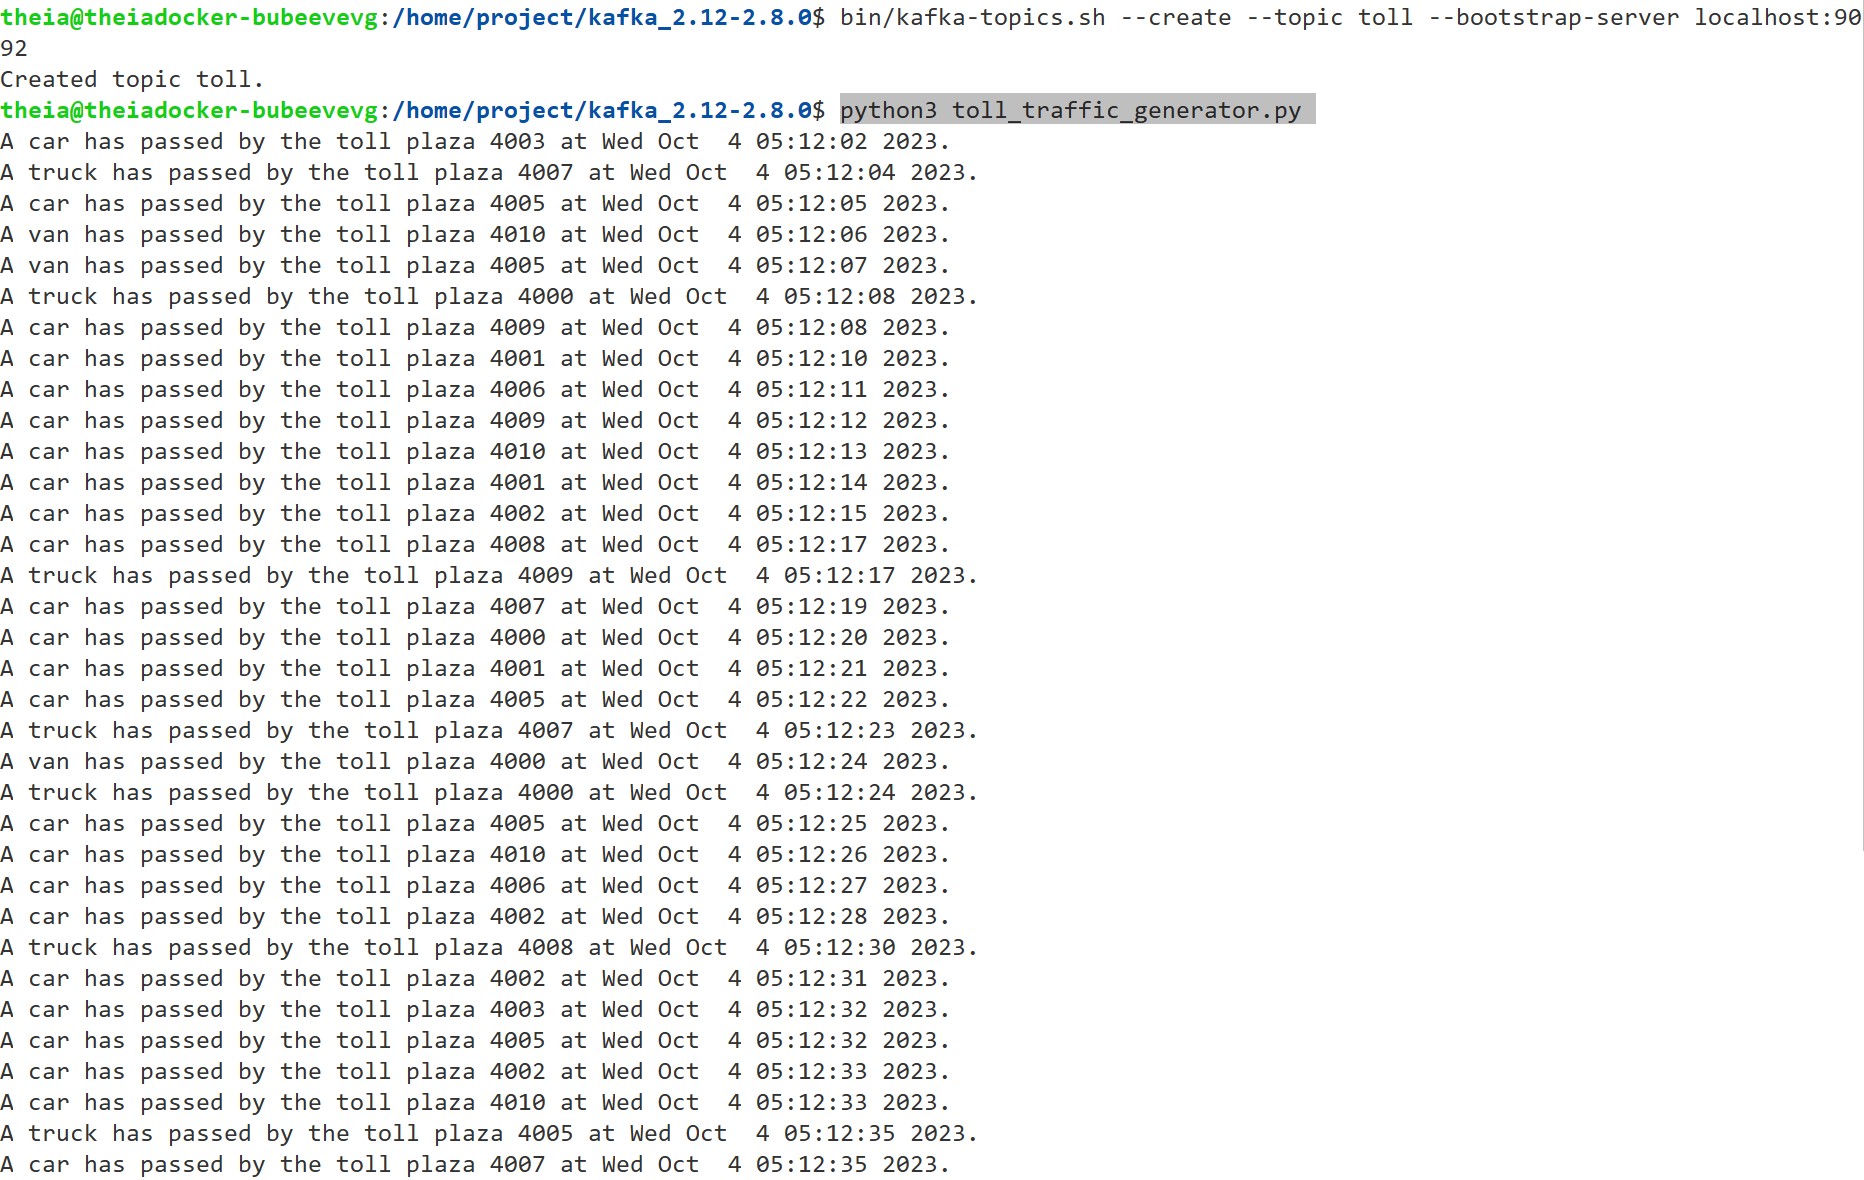 theia@theiadocker-bubeevevg:/home/project/kafka_2.12-2.8.0$ bin/kafka-topics.sh --create --topic toll --bootstrap-server localhost:90
92
Created topic toll.
theia@theiadocker-bubeevevg:/home/project/kafka_2.12-2.8.0$ python3 toll_traffic_generator.py
A car has passed by the toll plaza 4003 at Wed Oct  4 05:12:02 2023.
A truck has passed by the toll plaza 4007 at Wed Oct  4 05:12:04 2023.
A car has passed by the toll plaza 4005 at Wed Oct  4 05:12:05 2023.
A van has passed by the toll plaza 4010 at Wed Oct  4 05:12:06 2023.
A van has passed by the toll plaza 4005 at Wed Oct  4 05:12:07 2023.
A truck has passed by the toll plaza 4000 at Wed Oct  4 05:12:08 2023.
A car has passed by the toll plaza 4009 at Wed Oct  4 05:12:08 2023.
A car has passed by the toll plaza 4001 at Wed Oct  4 05:12:10 2023.
A car has passed by the toll plaza 4006 at Wed Oct  4 05:12:11 2023.
A car has passed by the toll plaza 4009 at Wed Oct  4 05:12:12 2023.
A car has passed by the toll plaza 4010 at Wed Oct  4 05:12:13 2023.
A car has passed by the toll plaza 4001 at Wed Oct  4 05:12:14 2023.
A car has passed by the toll plaza 4002 at Wed Oct  4 05:12:15 2023.
A car has passed by the toll plaza 4008 at Wed Oct  4 05:12:17 2023.
A truck has passed by the toll plaza 4009 at Wed Oct  4 05:12:17 2023.
A car has passed by the toll plaza 4007 at Wed Oct  4 05:12:19 2023.
A car has passed by the toll plaza 4000 at Wed Oct  4 05:12:20 2023.
A car has passed by the toll plaza 4001 at Wed Oct  4 05:12:21 2023.
A car has passed by the toll plaza 4005 at Wed Oct  4 05:12:22 2023.
A truck has passed by the toll plaza 4007 at Wed Oct  4 05:12:23 2023.
A van has passed by the toll plaza 4000 at Wed Oct  4 05:12:24 2023.
A truck has passed by the toll plaza 4000 at Wed Oct  4 05:12:24 2023.
A car has passed by the toll plaza 4005 at Wed Oct  4 05:12:25 2023.
A car has passed by the toll plaza 4010 at Wed Oct  4 05:12:26 2023.
A car has passed by the toll plaza 4006 at Wed Oct  4 05:12:27 2023.
A car has passed by the toll plaza 4002 at Wed Oct  4 05:12:28 2023.
A truck has passed by the toll plaza 4008 at Wed Oct  4 05:12:30 2023.
A car has passed by the toll plaza 4002 at Wed Oct  4 05:12:31 2023.
A car has passed by the toll plaza 4003 at Wed Oct  4 05:12:32 2023.
A car has passed by the toll plaza 4005 at Wed Oct  4 05:12:32 2023.
A car has passed by the toll plaza 4002 at Wed Oct  4 05:12:33 2023.
A car has passed by the toll plaza 4010 at Wed Oct  4 05:12:33 2023.
A truck has passed by the toll plaza 4005 at Wed Oct  4 05:12:35 2023.
A car has passed by the toll plaza 4007 at Wed Oct  4 05:12:35 2023.